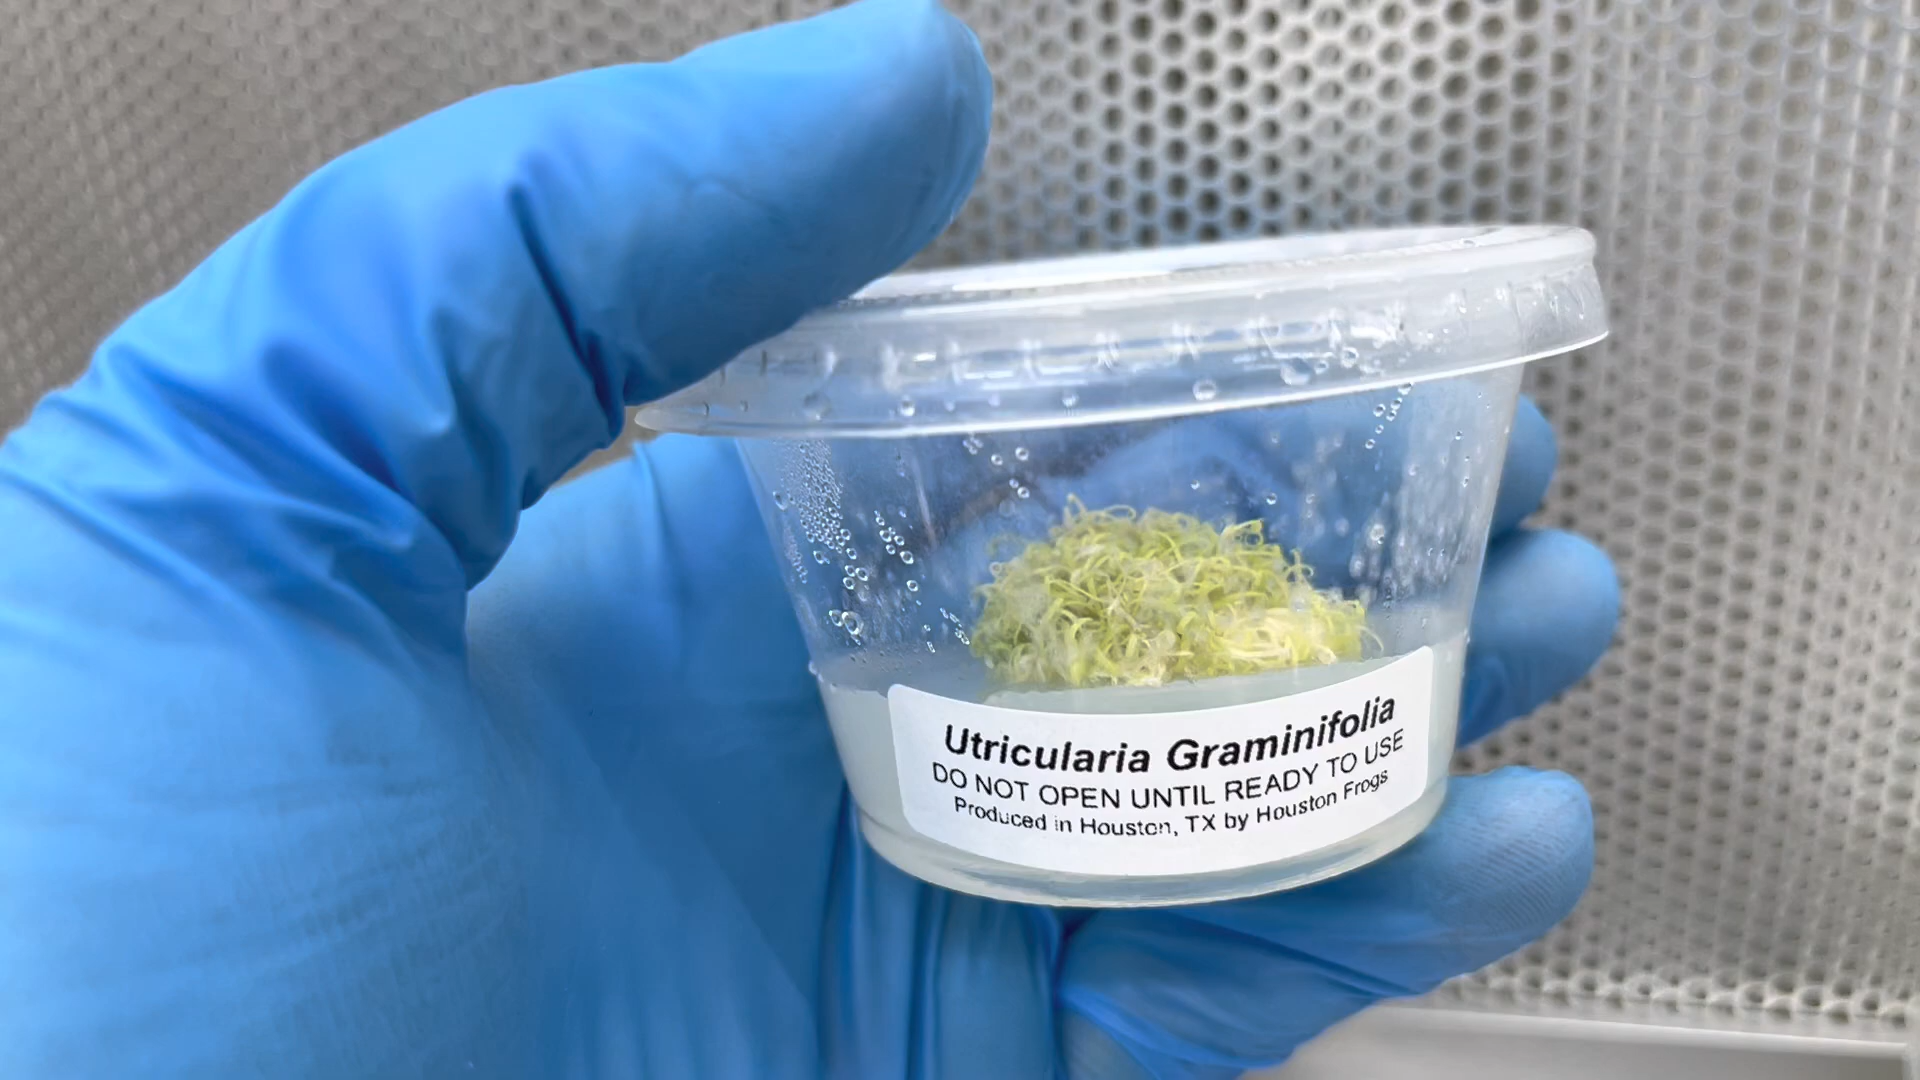 Utricularia Graminifolia
DO NOT OPEN UNTIL READY TO USE
Produced in Houston, TX by Houston Frogs